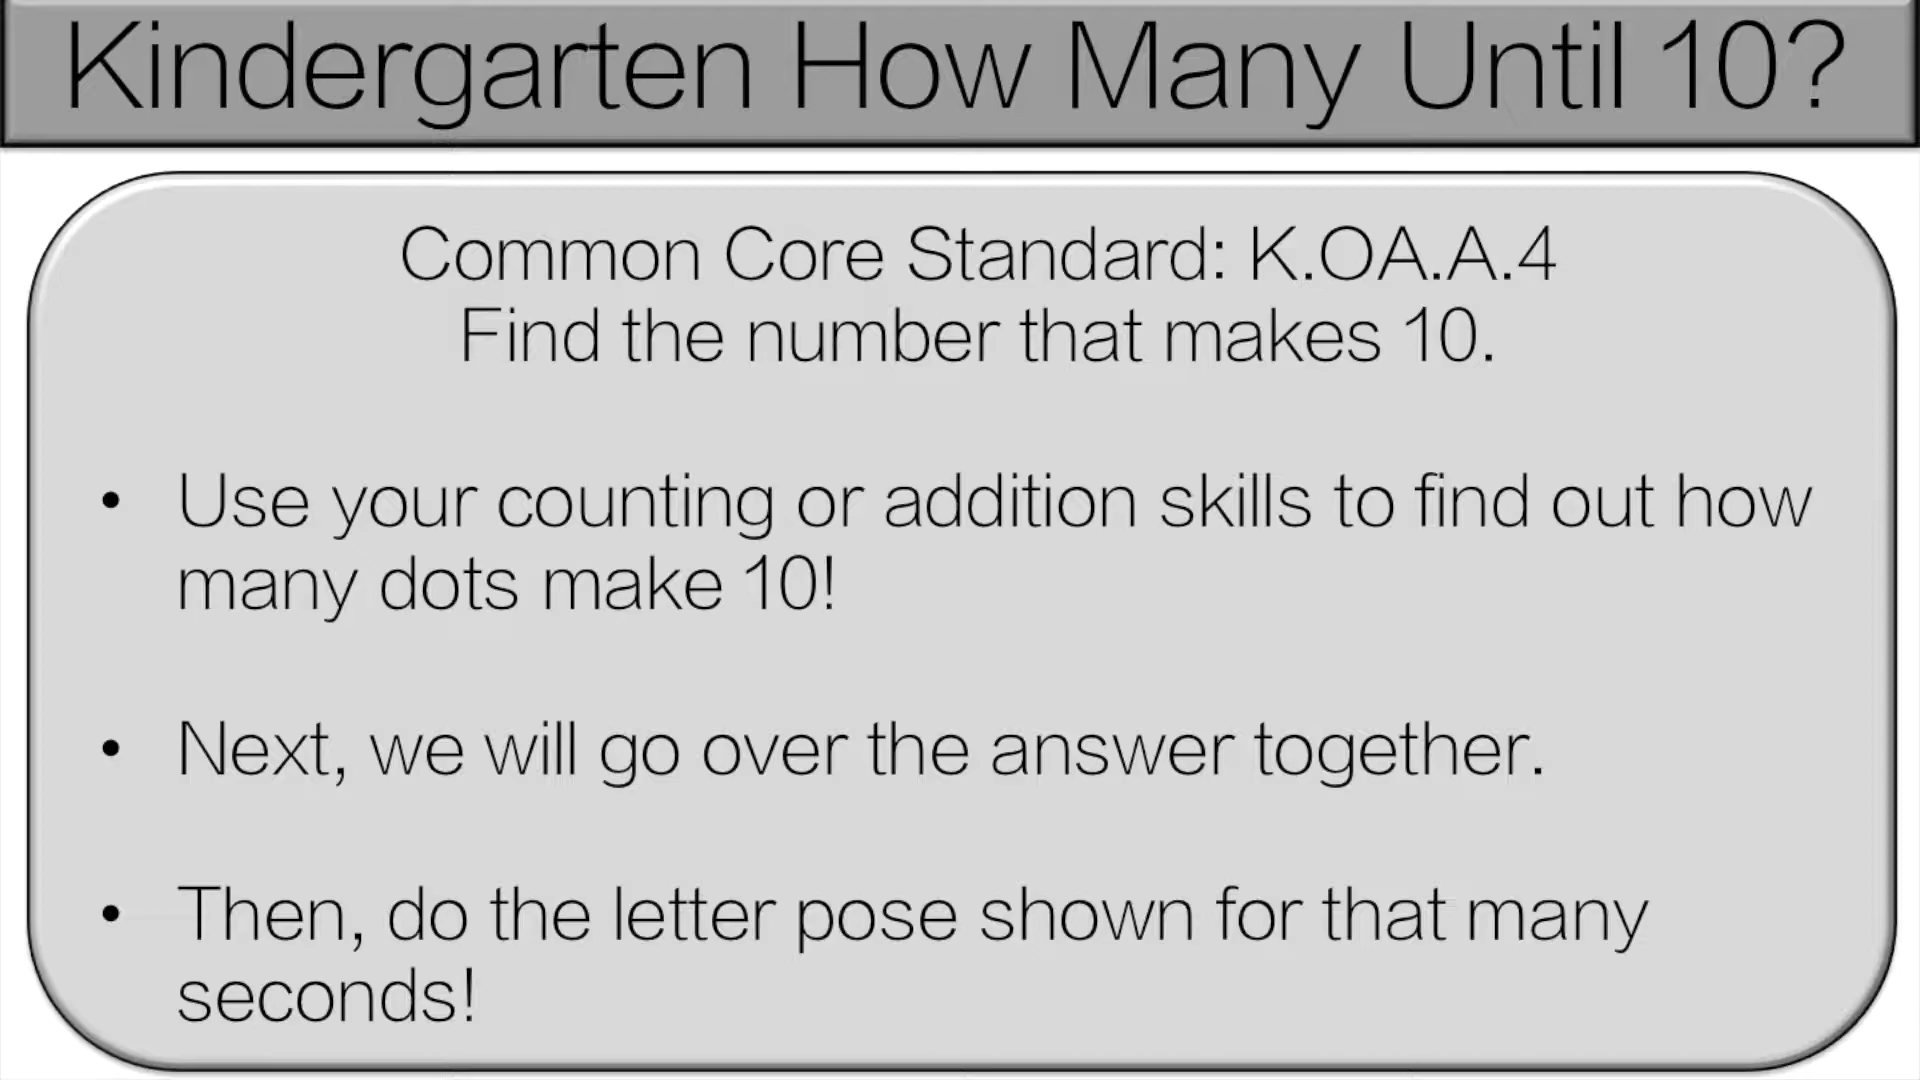 Kindergarten How Many Until 10?
Common Core Standard: K.OA.A.4
Find the number that makes 10.
• Use your counting or addition skills to find out how
many dots make 10!
• Next, we will go over the answer together.
• Then, do the letter pose shown for that many
seconds!